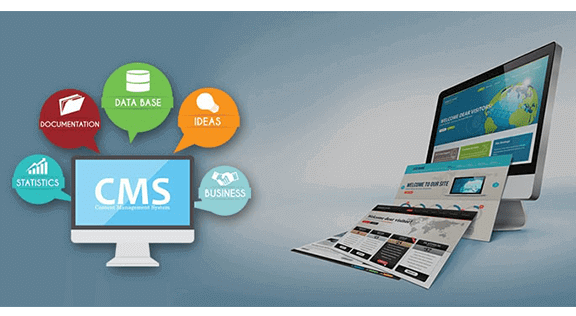 DATA BASE
DOCUMENTATION
IDEAS
STATISTICS
BUSINESS
CMS
Content Management System
WELCOME DEAR VISITORS
WELCOME TO OUR SITE
Welcome dear visitor!